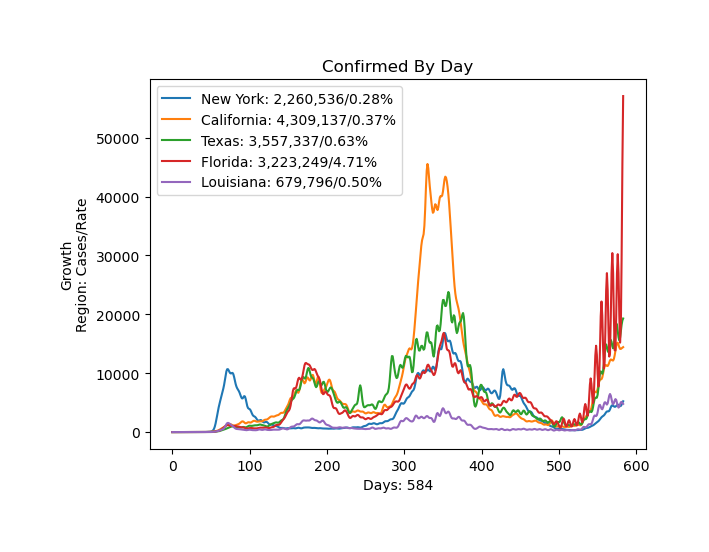 Confirmed By Day
New York: 2,260,536/0.28%
California: 4,309,137/0.37%
Texas: 3,557,337/0.63%
Florida: 3,223,249/4.71%
Louisiana: 679,796/0.50%
Growth
Region: Cases/Rate
50000
40000
30000
20000
10000
0
0 100 200 300 400 500 600
Days: 584